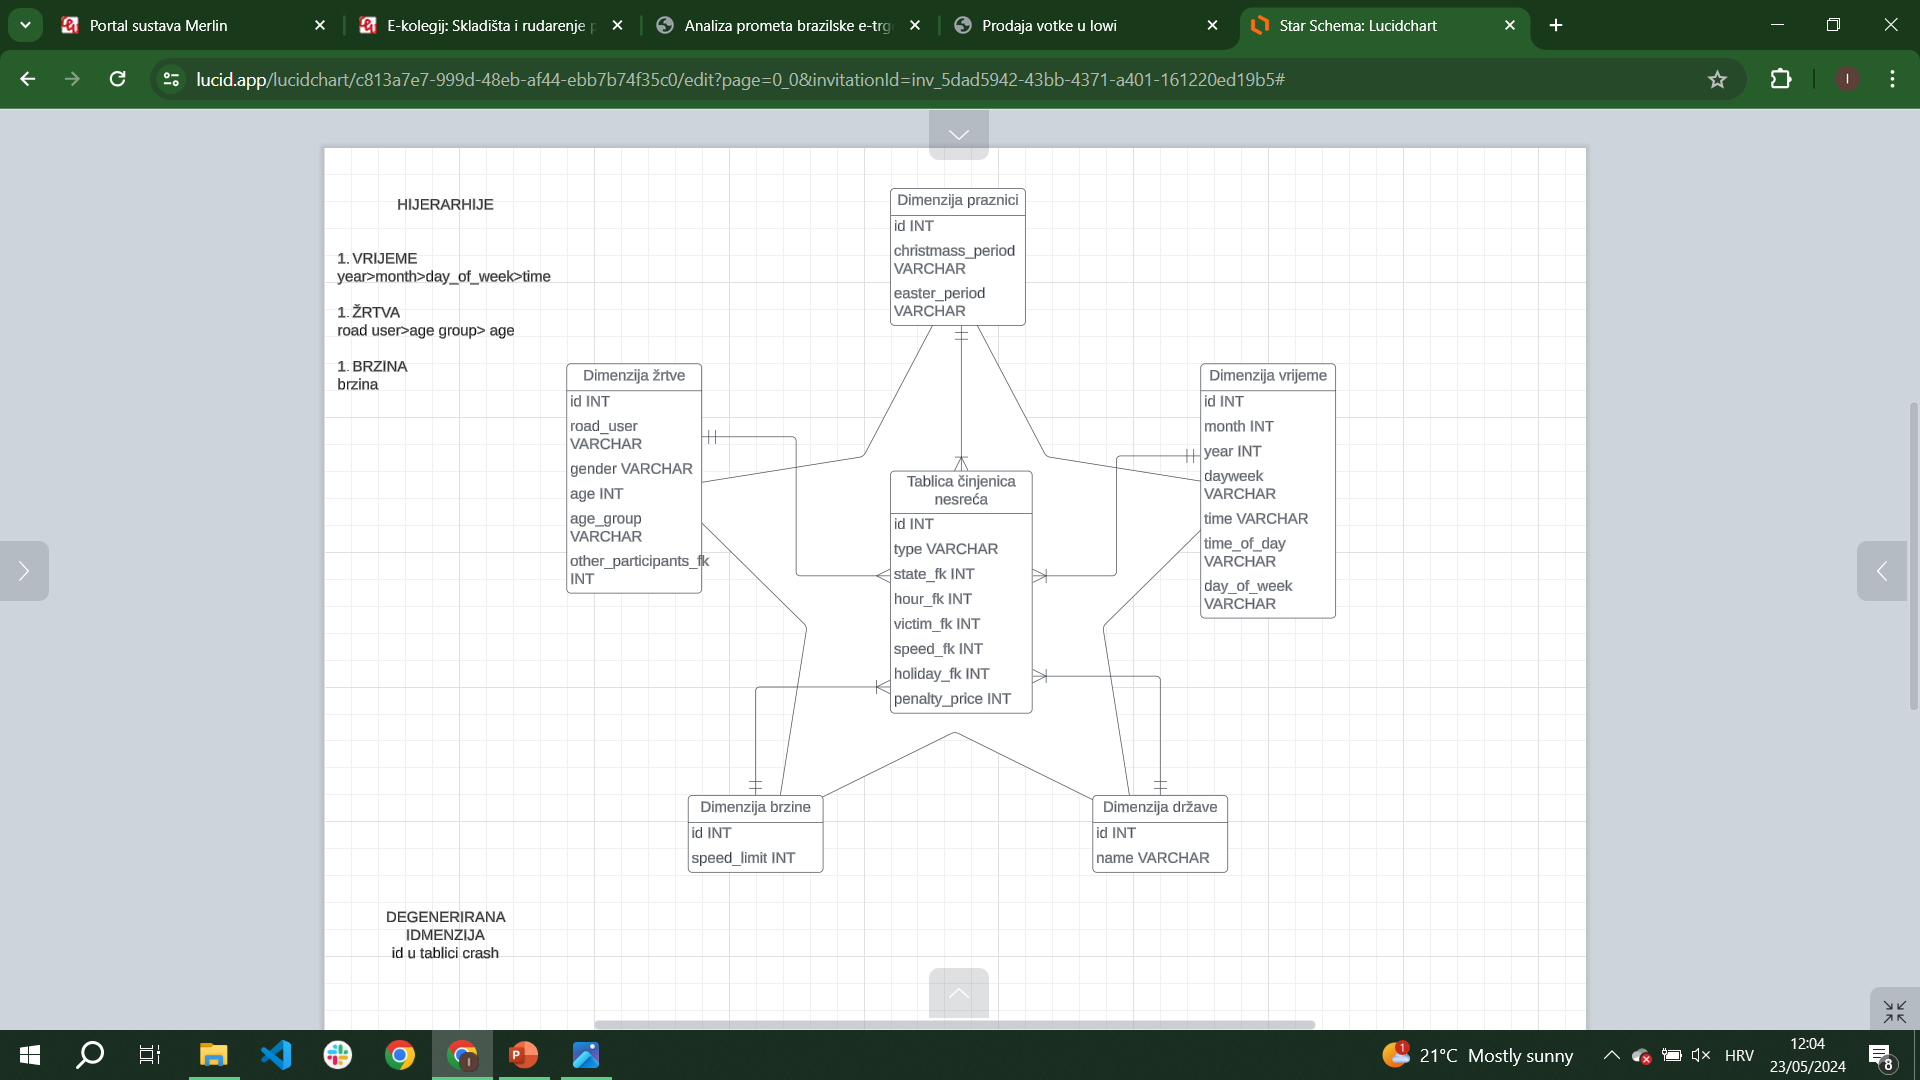 Portal sustava Merlin
E-kolegij: Skladišta i rudarenje p
Analiza prometa brazilske e-trg
Prodaja votke u Iowi
Star Schema: Lucidchart
lucid.app/lucidchart/c813a7e7-999d-48eb-af44-ebb7b74f35c0/edit?page=0_0&invitationId=inv_5dad5942-43bb-4371-a401-161220ed19b5#
I
HIJERARHIJE
1. VRIJEME
year>month>day_of_week>time
1. ŽRTVA
road user>age group> age
1. BRZINA
brzina
Dimenzija praznici
id INT
christmass_period
VARCHAR
easter_period
VARCHAR
Dimenzija žrtve
id INT
road_user
VARCHAR
gender VARCHAR
age INT
age_group
VARCHAR
other_participants_fk
INT
Dimenzija vrijeme
id INT
month INT
year INT
dayweek
VARCHAR
time VARCHAR
time_of_day
VARCHAR
day_of_week
VARCHAR
Tablica činjenica
nesreća
id INT
type VARCHAR
state_fk INT
hour_fk INT
victim_fk INT
speed_fk INT
holiday_fk INT
penalty_price INT
Dimenzija brzine
id INT
speed_limit INT
Dimenzija države
id INT
name VARCHAR
DEGENERIRANA
IDMENZIJA
id u tablici crash
1
21°C Mostly sunny
HRV
12:04
23/05/2024
8